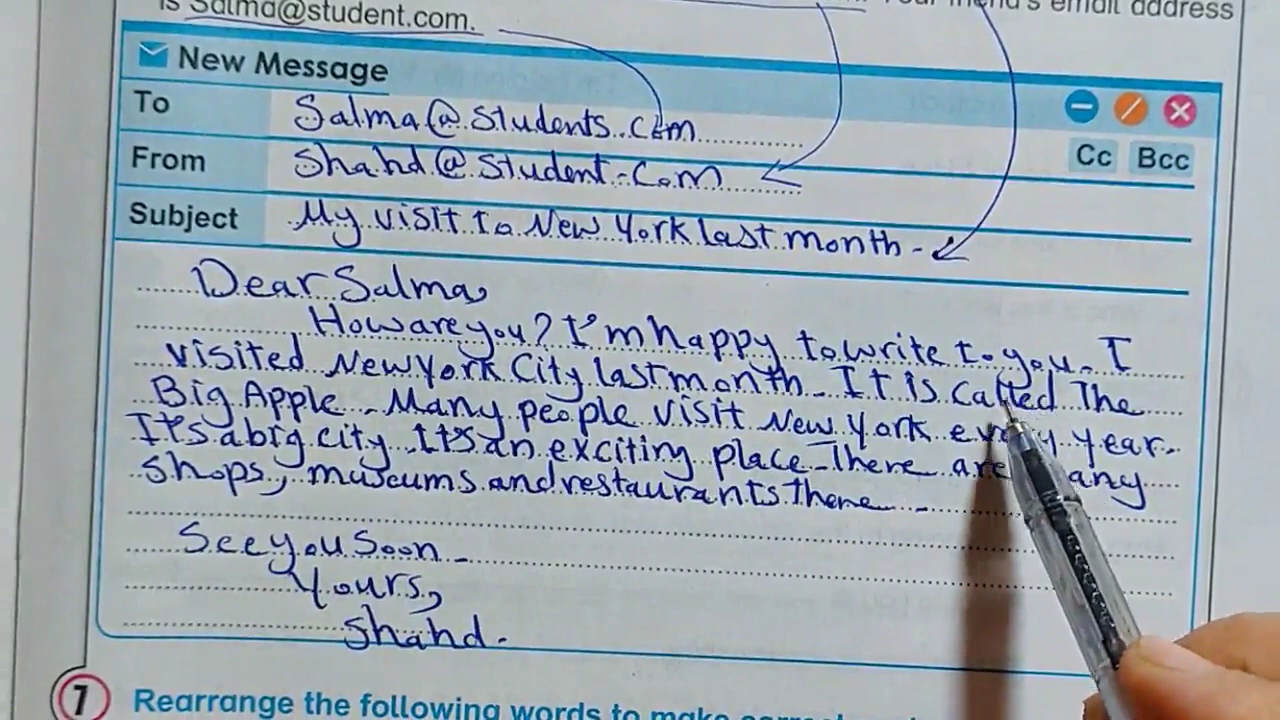 is Salma@student.com. friend's email address
New Message
To Salma@students.com
From Shahd@student.com
Cc Bcc
Subject My visit to New York last month.
Dear Salma,
How are you? I'm happy to write to you. I
visited New York City last month. It is called The
Big Apple. Many people visit New York every year.
It's a big city. It's an exciting place. There are many
shops, museums and restaurants there.
See you soon.
Yours,
Shahd.
7 Rearrange the following words to make